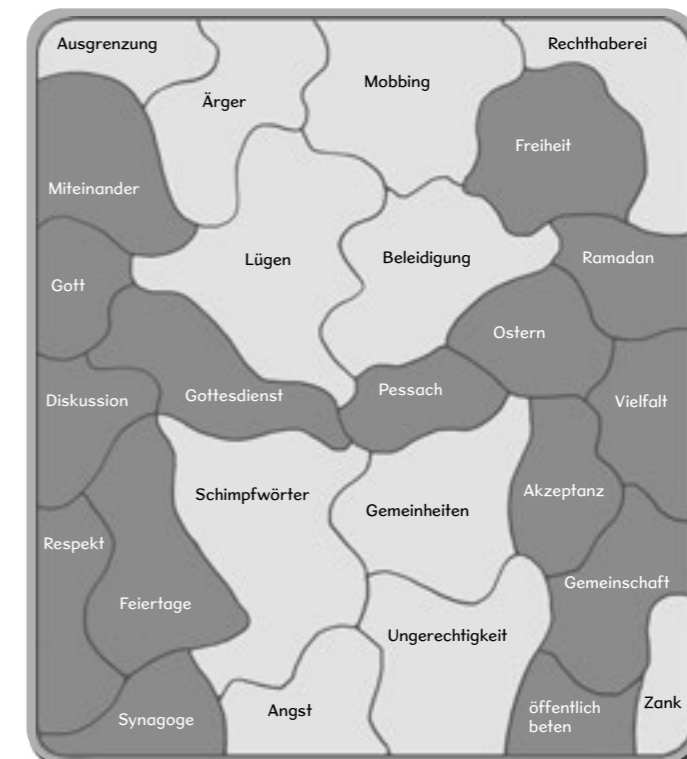 Ausgrenzung
Rechthaberei
Mobbing
Ärger
Freiheit
Miteinander
Lügen
Beleidigung
Ramadan
Gott
Ostern
Diskussion
Gottesdienst
Pessach
Vielfalt
Schimpfwörter
Akzeptanz
Gemeinheiten
Respekt
Gemeinschaft
Feiertage
Ungerechtigkeit
Zank
öffentlich
beten
Angst
Synagoge